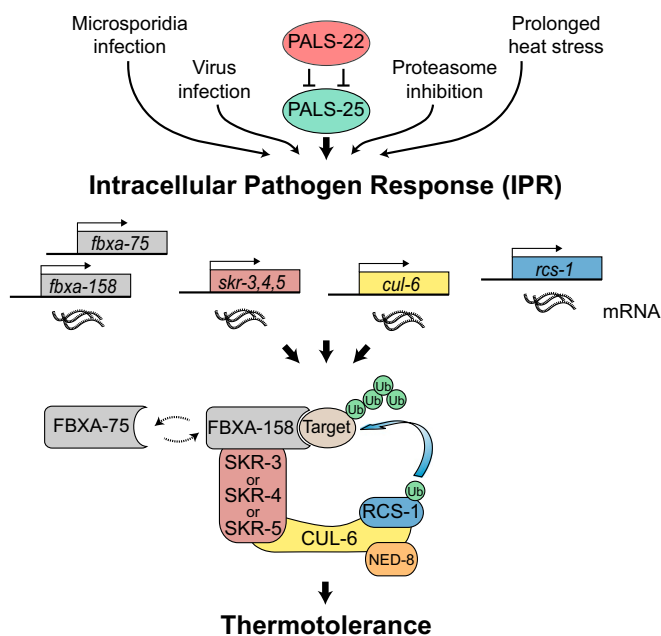 Microsporidia
infection
Virus
infection
PALS-22
PALS-25
Proteasome
inhibition
Prolonged
heat stress
Intracellular Pathogen Response (IPR)
fbxa-75
fbxa-158
skr-3,4,5
cul-6
rcs-1
mRNA
FBXA-75
FBXA-158
Target
Ub
Ub
Ub
Ub
Ub
SKR-3
or
SKR-4
or
SKR-5
CUL-6
RCS-1
NED-8
Thermotolerance